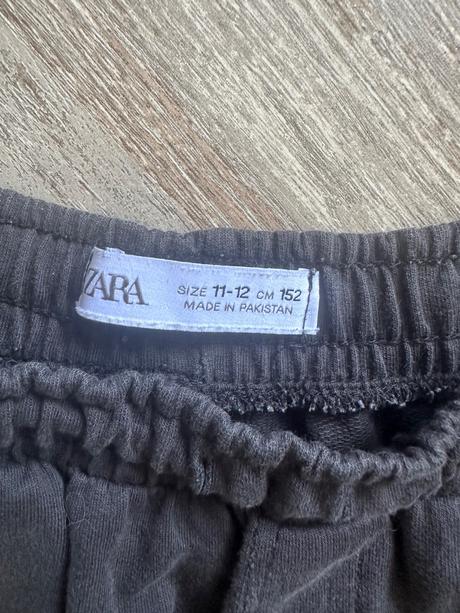 ZARA
SIZE 11-12 CM 152
MADE IN PAKISTAN